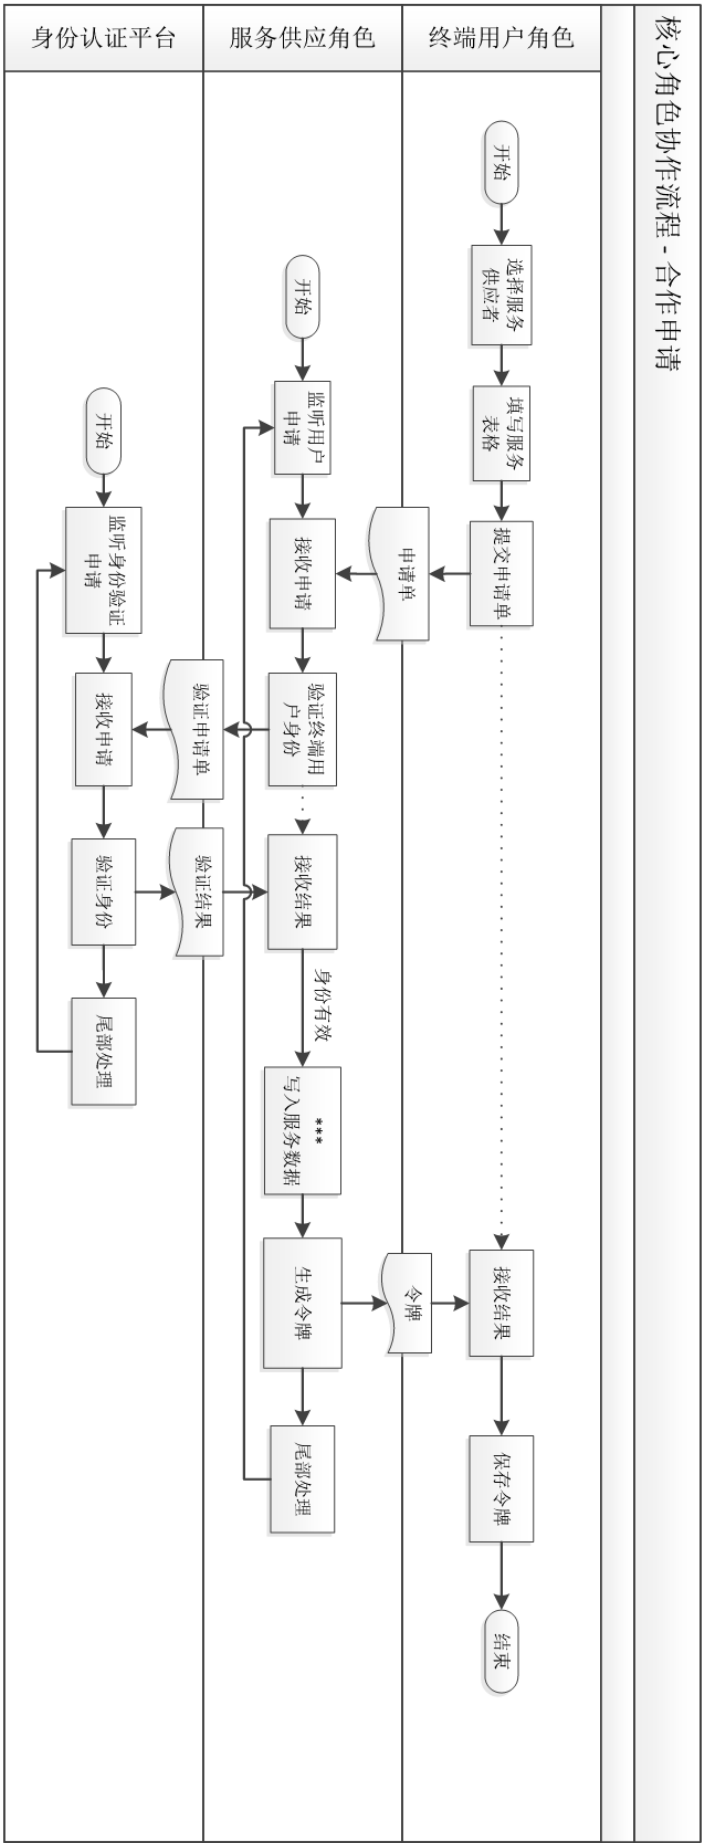 核心角色协作流程 - 合作申请
终端用户角色
开始
选择服务
供应者
填写服务
表格
提交申请单
申请单
接收结果
保存令牌
结束
服务供应角色
开始
监听用户
申请
接收申请
验证终端用
户身份
验证申请单
接收结果
验证结果
身份有效
***
写入服务数据
生成令牌
令牌
尾部处理
身份认证平台
开始
监听身份验证
申请
接收申请
验证身份
尾部处理